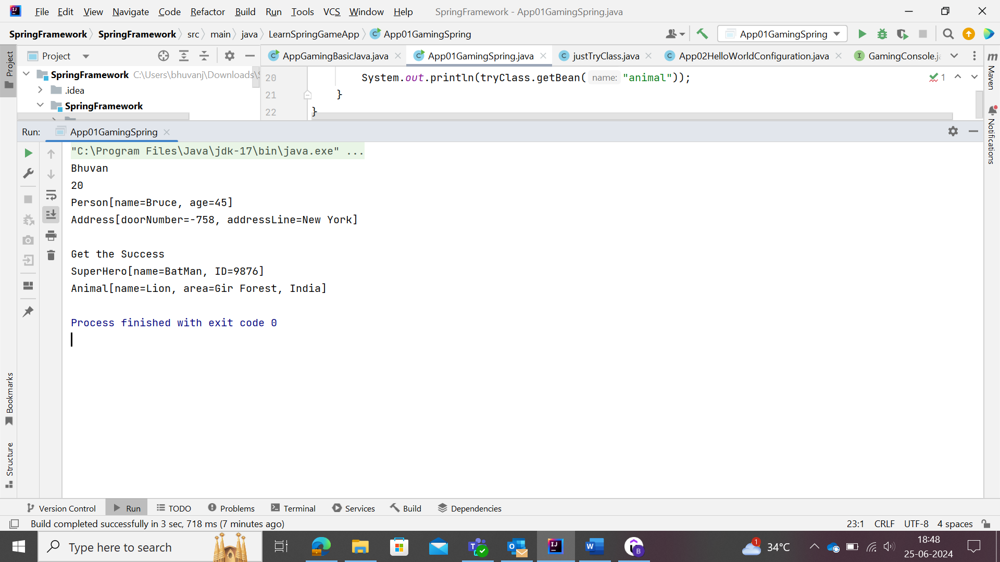 File Edit View Navigate Code Refactor Build Run Tools VCS Window Help SpringFramework - App01GamingSpring.java
SpringFramework SpringFramework src main java LearnSpringGameApp App01GamingSpring App01GamingSpring
Project AppGamingBasicJava.java App01GamingSpring.java justTryClass.java App02HelloWorldConfiguration.java GamingConsole.ja
SpringFramework C:\Users\bhuvanj\Downloads\S
.idea
SpringFramework
20 System.out.println(tryClass.getBean( name: "animal"));
21 }
22 }
1
Project
Maven
Notifications
Run: App01GamingSpring
"C:\Program Files\Java\jdk-17\bin\java.exe" ...
Bhuvan
20
Person[name=Bruce, age=45]
Address[doorNumber=-758, addressLine=New York]
Get the Success
SuperHero[name=BatMan, ID=9876]
Animal[name=Lion, area=Gir Forest, India]
Process finished with exit code 0
Bookmarks
Structure
Version Control Run TODO Problems Terminal Services Build Dependencies
Build completed successfully in 3 sec, 718 ms (7 minutes ago) 23:1 CRLF UTF-8 4 spaces
Type here to search
1 34°C
18:48
25-06-2024